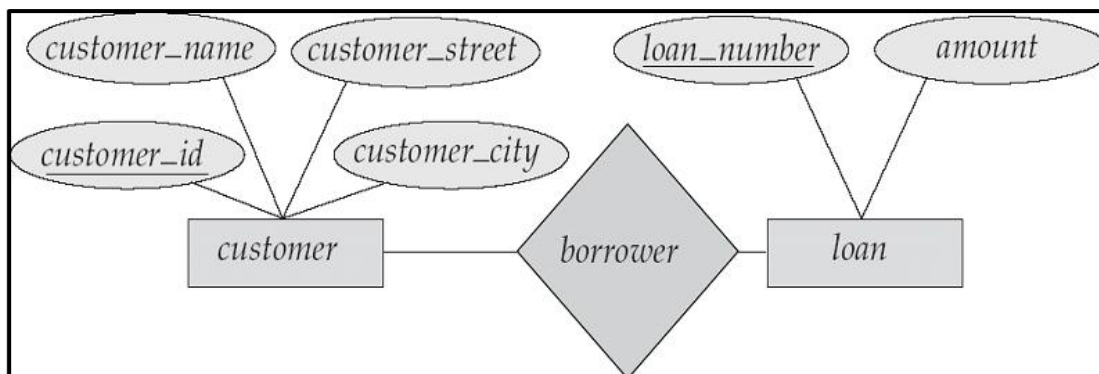 customer_name
customer_street
loan_number
amount
customer_id
customer_city
customer
borrower
loan